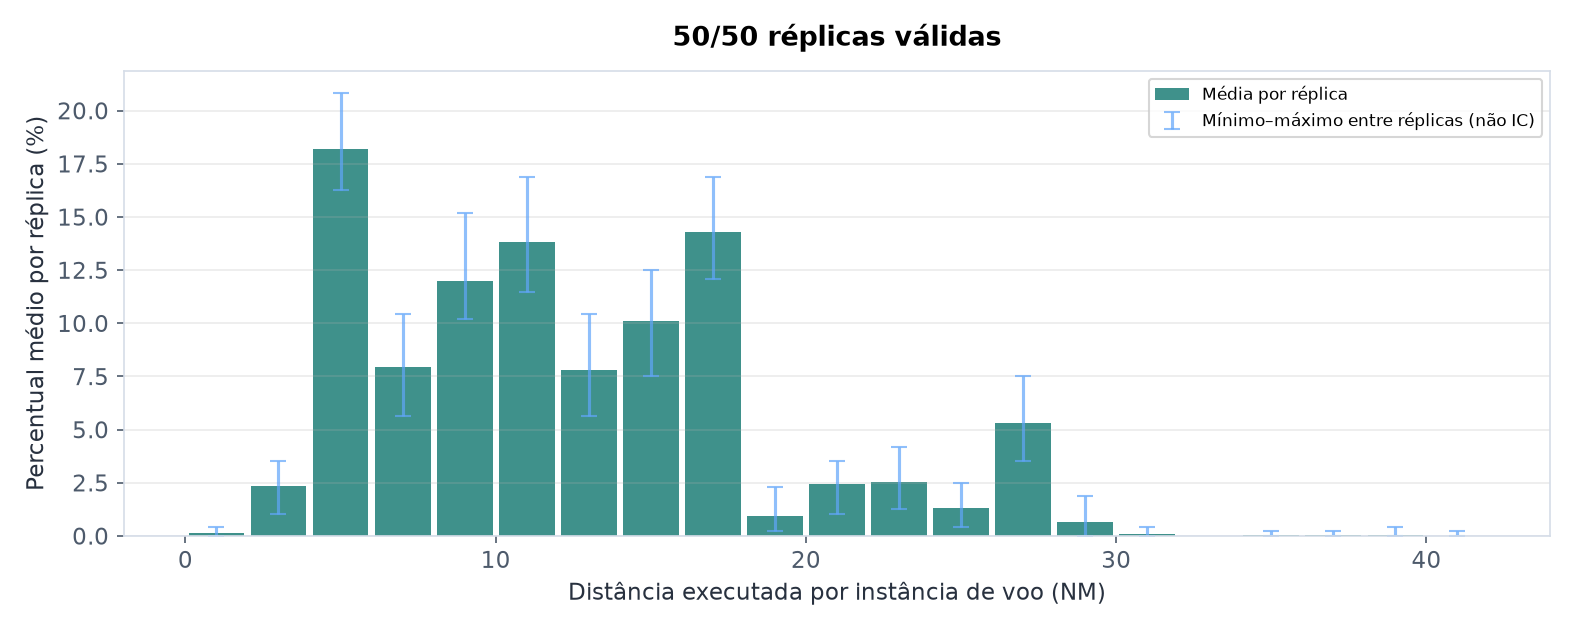 50/50 réplicas válidas
Média por réplica
Mínimo–máximo entre réplicas (não IC)
Percentual médio por réplica (%)
20.0
17.5
15.0
12.5
10.0
7.5
5.0
2.5
0.0
0 10 20 30 40
Distância executada por instância de voo (NM)